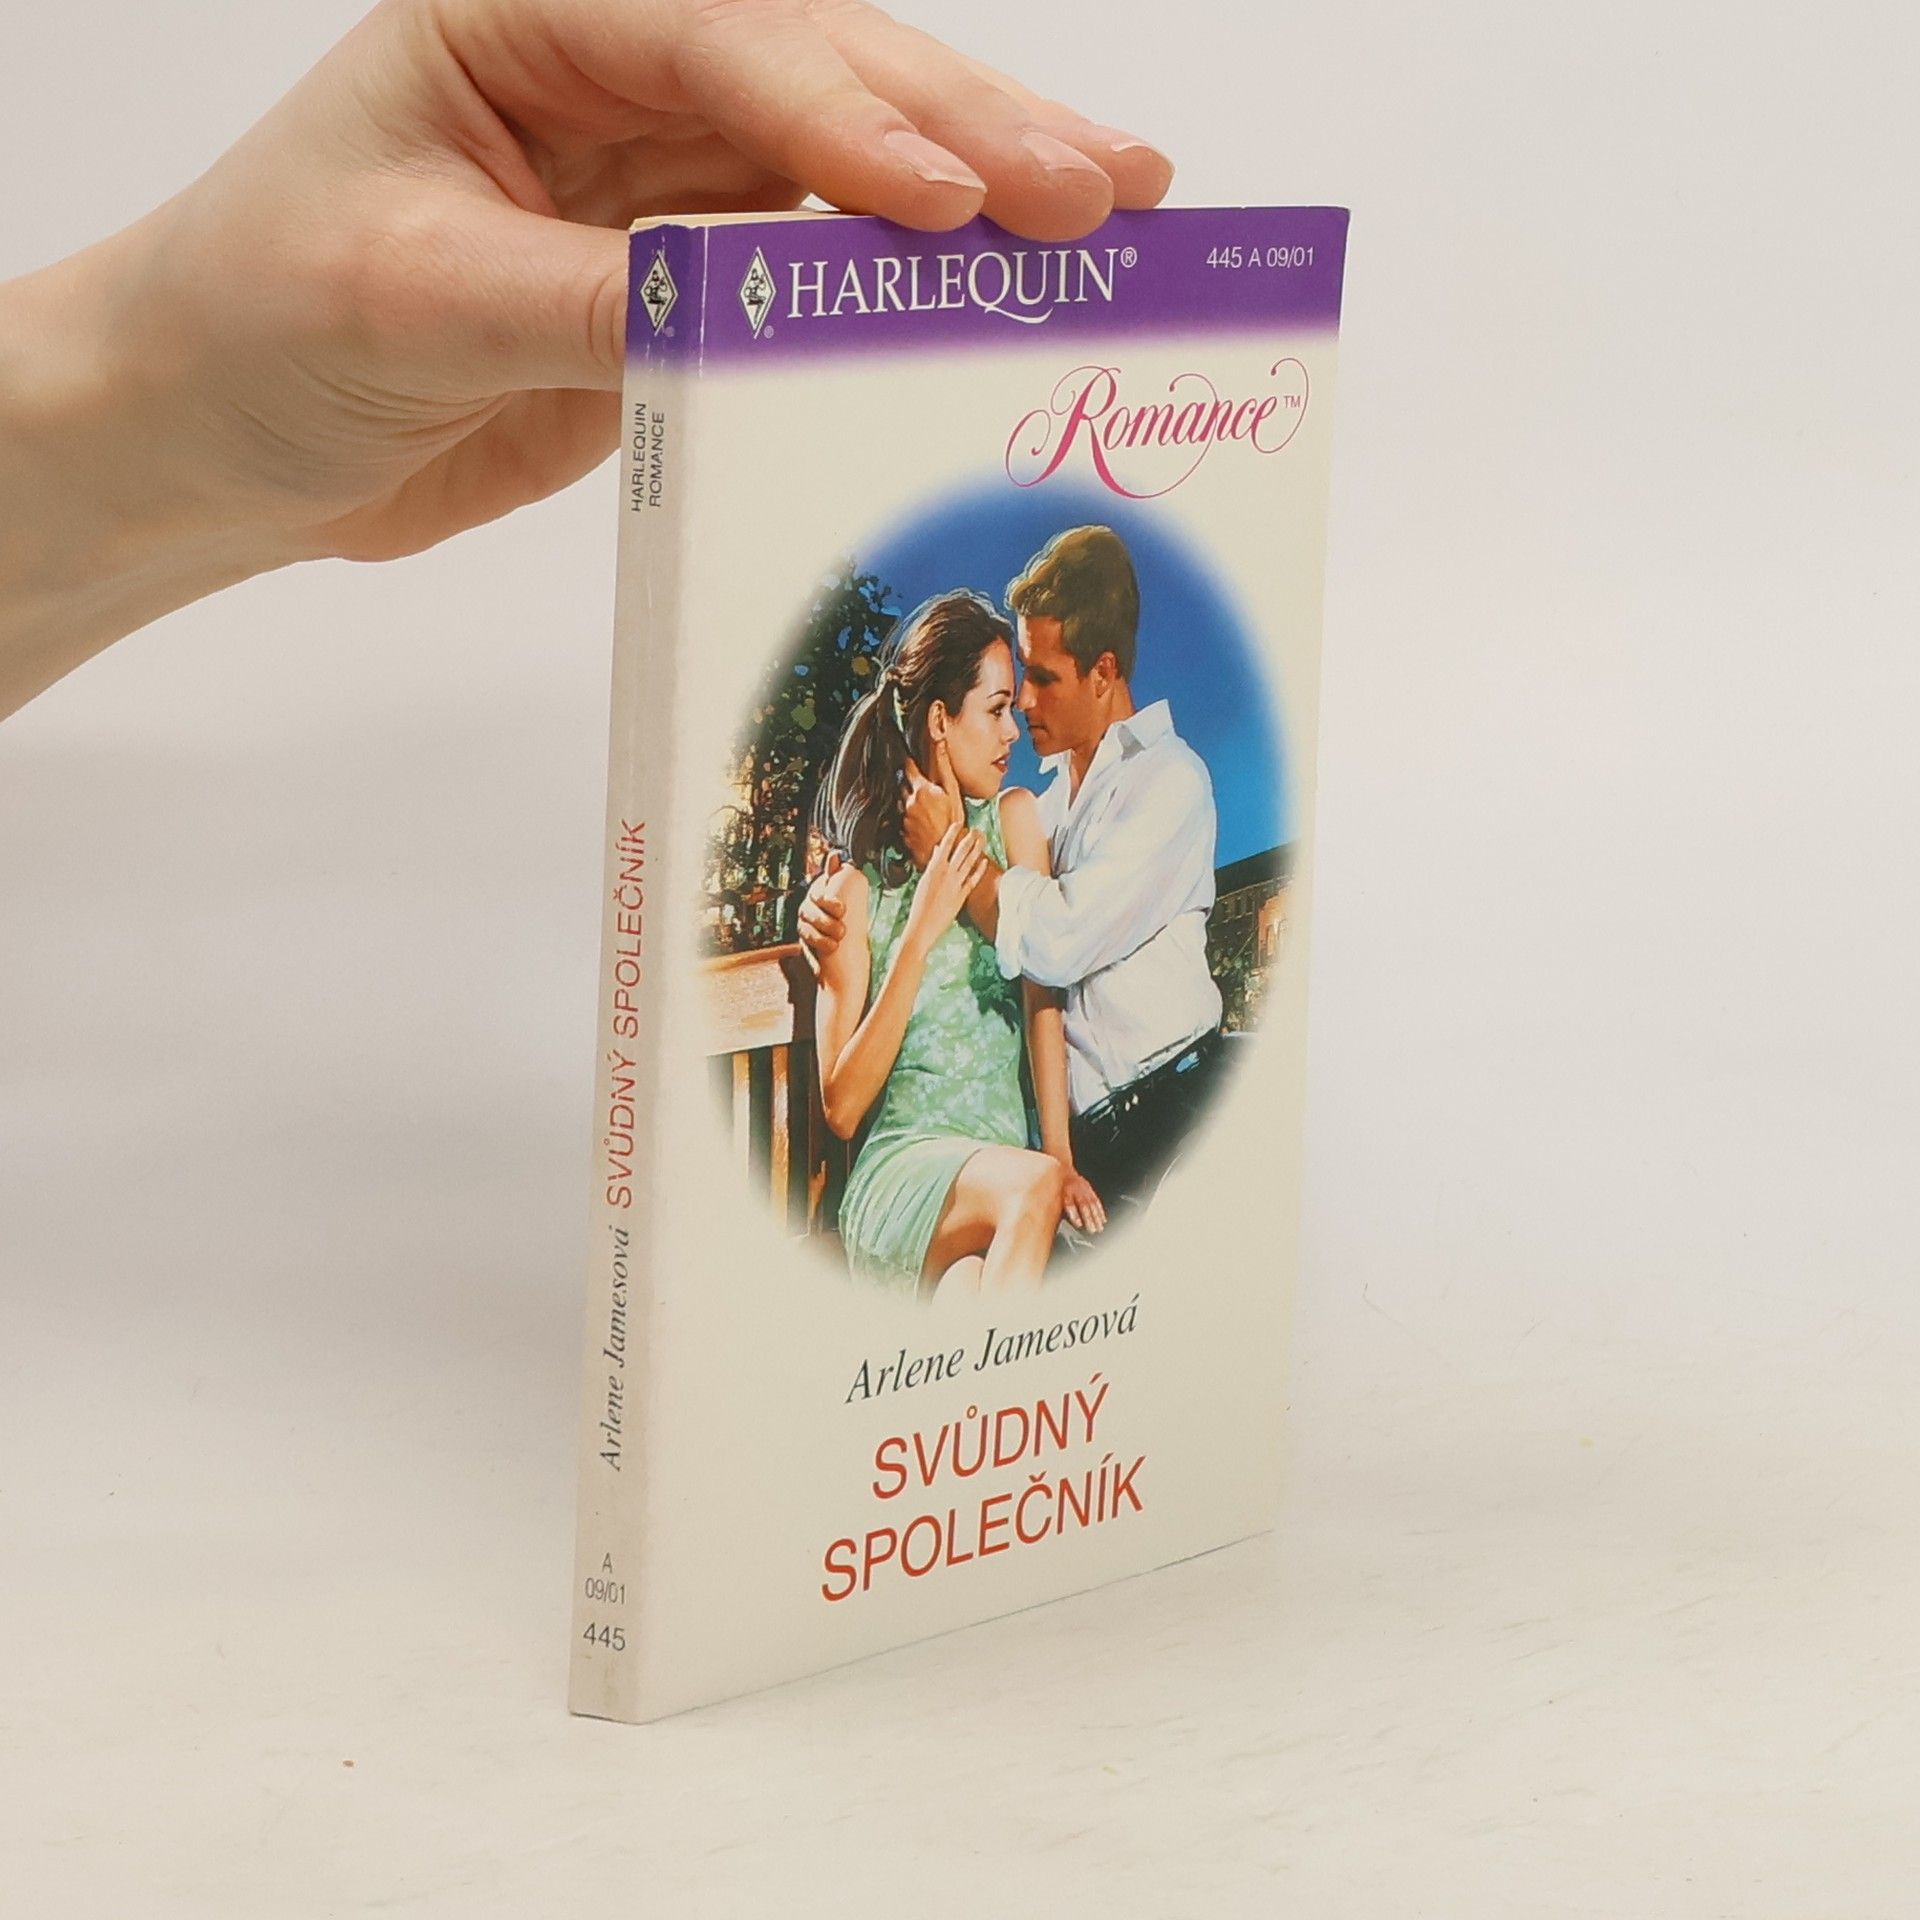 HARLEQUIN®
445 A 09/01
Romance™
Arlene Jamesová
SVŮDNÝ
SPOLEČNÍK
HARLEQUIN
ROMANCE
Arlene Jamesová SVŮDNÝ SPOLEČNÍK
A
09/01
445